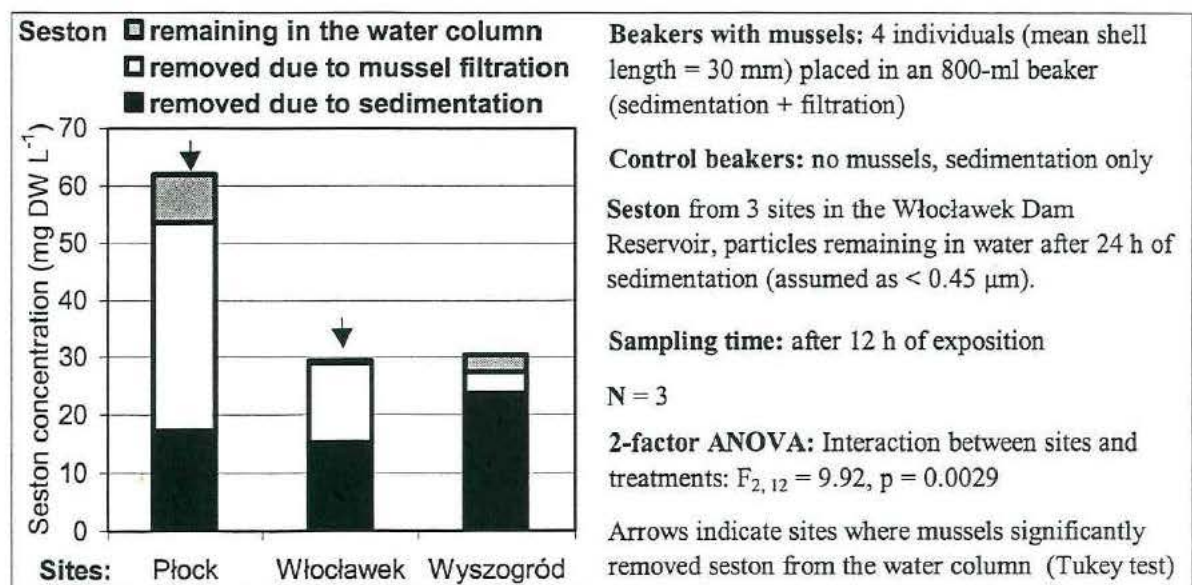 Seston
remaining in the water column
removed due to mussel filtration
removed due to sedimentation
Seston concentration (mg DW L⁻¹)
70
60
50
40
30
20
10
0
Sites: Płock Włocławek Wyszogród
Beakers with mussels: 4 individuals (mean shell
length = 30 mm) placed in an 800-ml beaker
(sedimentation + filtration)
Control beakers: no mussels, sedimentation only
Seston from 3 sites in the Włocławek Dam
Reservoir, particles remaining in water after 24 h of
sedimentation (assumed as < 0.45 µm).
Sampling time: after 12 h of exposition
N = 3
2-factor ANOVA: Interaction between sites and
treatments: F₂, ₁₂ = 9.92, p = 0.0029
Arrows indicate sites where mussels significantly
removed seston from the water column (Tukey test)